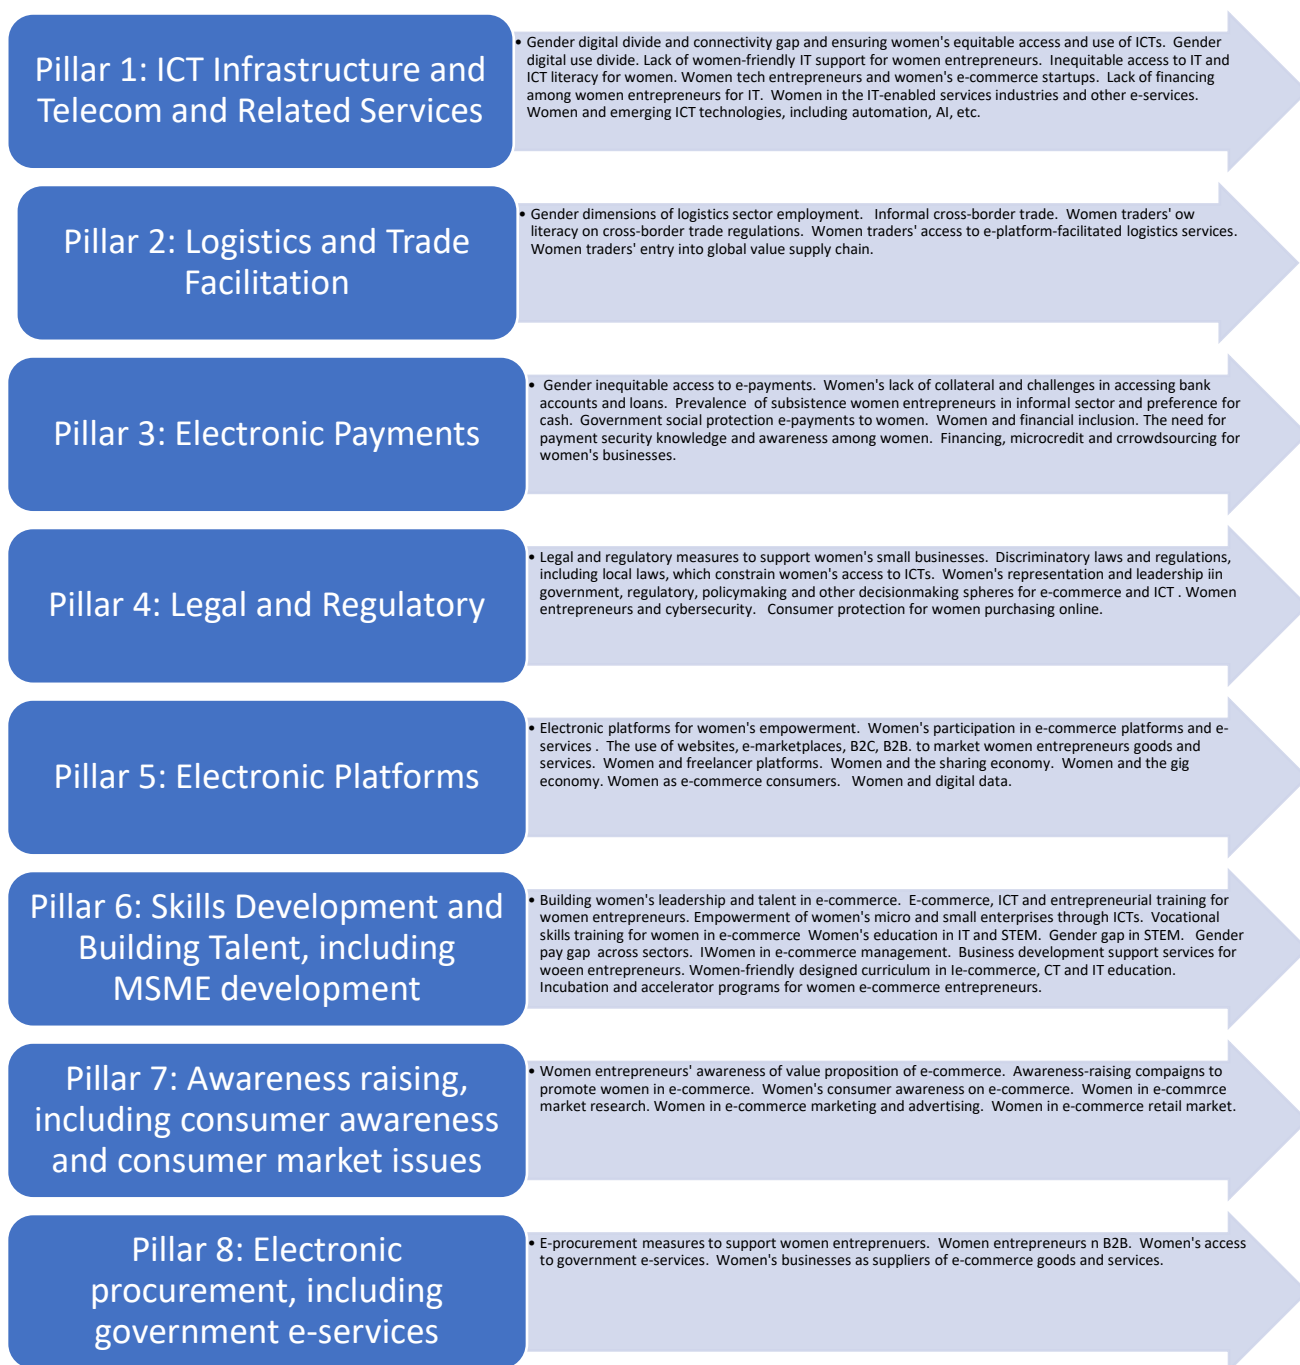 Pillar 1: ICT Infrastructure and
Telecom and Related Services
• Gender digital divide and connectivity gap and ensuring women's equitable access and use of ICTs. Gender
digital use divide. Lack of women-friendly IT support for women entrepreneurs. Inequitable access to IT and
ICT literacy for women. Women tech entrepreneurs and women's e-commerce startups. Lack of financing
among women entrepreneurs for IT. Women in the IT-enabled services industries and other e-services.
Women and emerging ICT technologies, including automation, AI, etc.
Pillar 2: Logistics and Trade
Facilitation
• Gender dimensions of logistics sector employment. Informal cross-border trade. Women traders' ow
literacy on cross-border trade regulations. Women traders' access to e-platform-facilitated logistics services.
Women traders' entry into global value supply chain.
Pillar 3: Electronic Payments
• Gender inequitable access to e-payments. Women's lack of collateral and challenges in accessing bank
accounts and loans. Prevalence of subsistence women entrepreneurs in informal sector and preference for
cash. Government social protection e-payments to women. Women and financial inclusion. The need for
payment security knowledge and awareness among women. Financing, microcredit and crrowdsourcing for
women's businesses.
Pillar 4: Legal and Regulatory
• Legal and regulatory measures to support women's small businesses. Discriminatory laws and regulations,
including local laws, which constrain women's access to ICTs. Women's representation and leadership iin
government, regulatory, policymaking and other decisionmaking spheres for e-commerce and ICT . Women
entrepreneurs and cybersecurity. Consumer protection for women purchasing online.
Pillar 5: Electronic Platforms
• Electronic platforms for women's empowerment. Women's participation in e-commerce platforms and e-
services . The use of websites, e-marketplaces, B2C, B2B. to market women entrepreneurs goods and
services. Women and freelancer platforms. Women and the sharing economy. Women and the gig
economy. Women as e-commerce consumers. Women and digital data.
Pillar 6: Skills Development and
Building Talent, including
MSME development
• Building women's leadership and talent in e-commerce. E-commerce, ICT and entrepreneurial training for
women entrepreneurs. Empowerment of women's micro and small enterprises through ICTs. Vocational
skills training for women in e-commerce Women's education in IT and STEM. Gender gap in STEM. Gender
pay gap across sectors. IWomen in e-commerce management. Business development support services for
woeen entrepreneurs. Women-friendly designed curriculum in Ie-commerce, CT and IT education.
Incubation and accelerator programs for women e-commerce entrepreneurs.
Pillar 7: Awareness raising,
including consumer awareness
and consumer market issues
• Women entrepreneurs' awareness of value proposition of e-commerce. Awareness-raising compaigns to
promote women in e-commerce. Women's consumer awareness on e-commerce. Women in e-commrce
market research. Women in e-commerce marketing and advertising. Women in e-commerce retail market.
Pillar 8: Electronic
procurement, including
government e-services
• E-procurement measures to support women entreprenuers. Women entrepreneurs n B2B. Women's access
to government e-services. Women's businesses as suppliers of e-commerce goods and services.